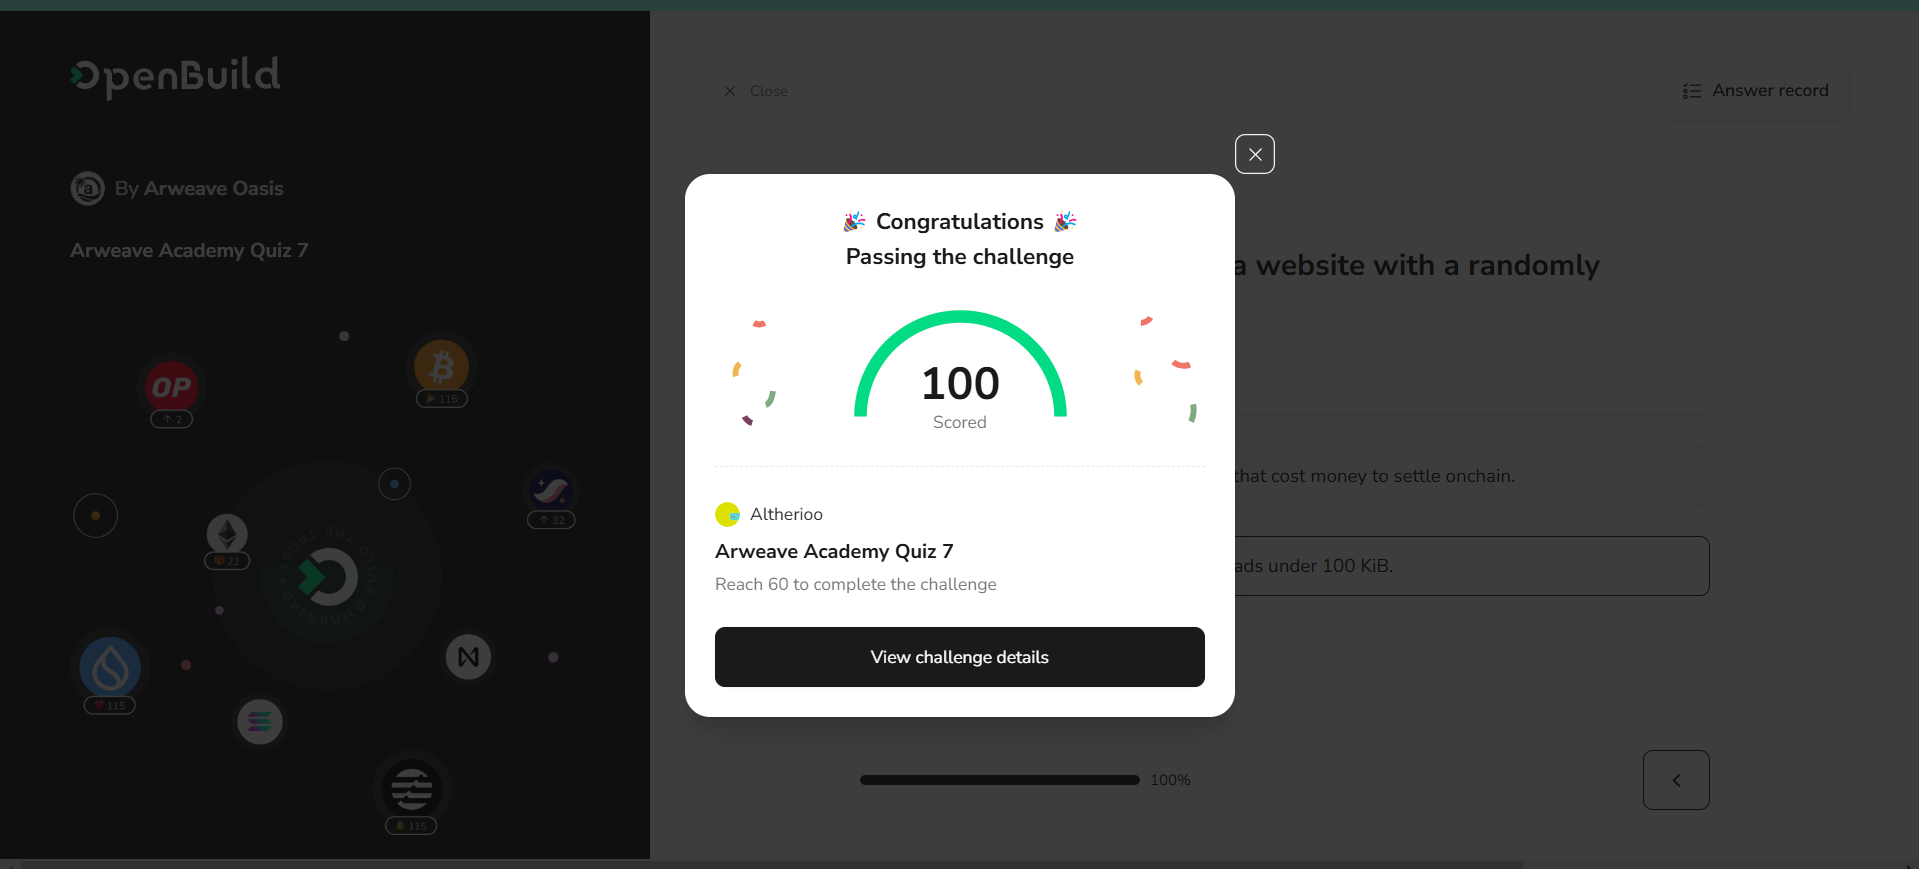 OpenBuild
By Arweave Oasis
Arweave Academy Quiz 7
OP
↑ 2
115
↑ 32
22
BUILD THE TRUST • OPENBUILD
115
115
Close
Answer record
a website with a randomly
that cost money to settle onchain.
ads under 100 KiB.
100%
🎉 Congratulations 🎉
Passing the challenge
100
Scored
Altherioo
Arweave Academy Quiz 7
Reach 60 to complete the challenge
View challenge details